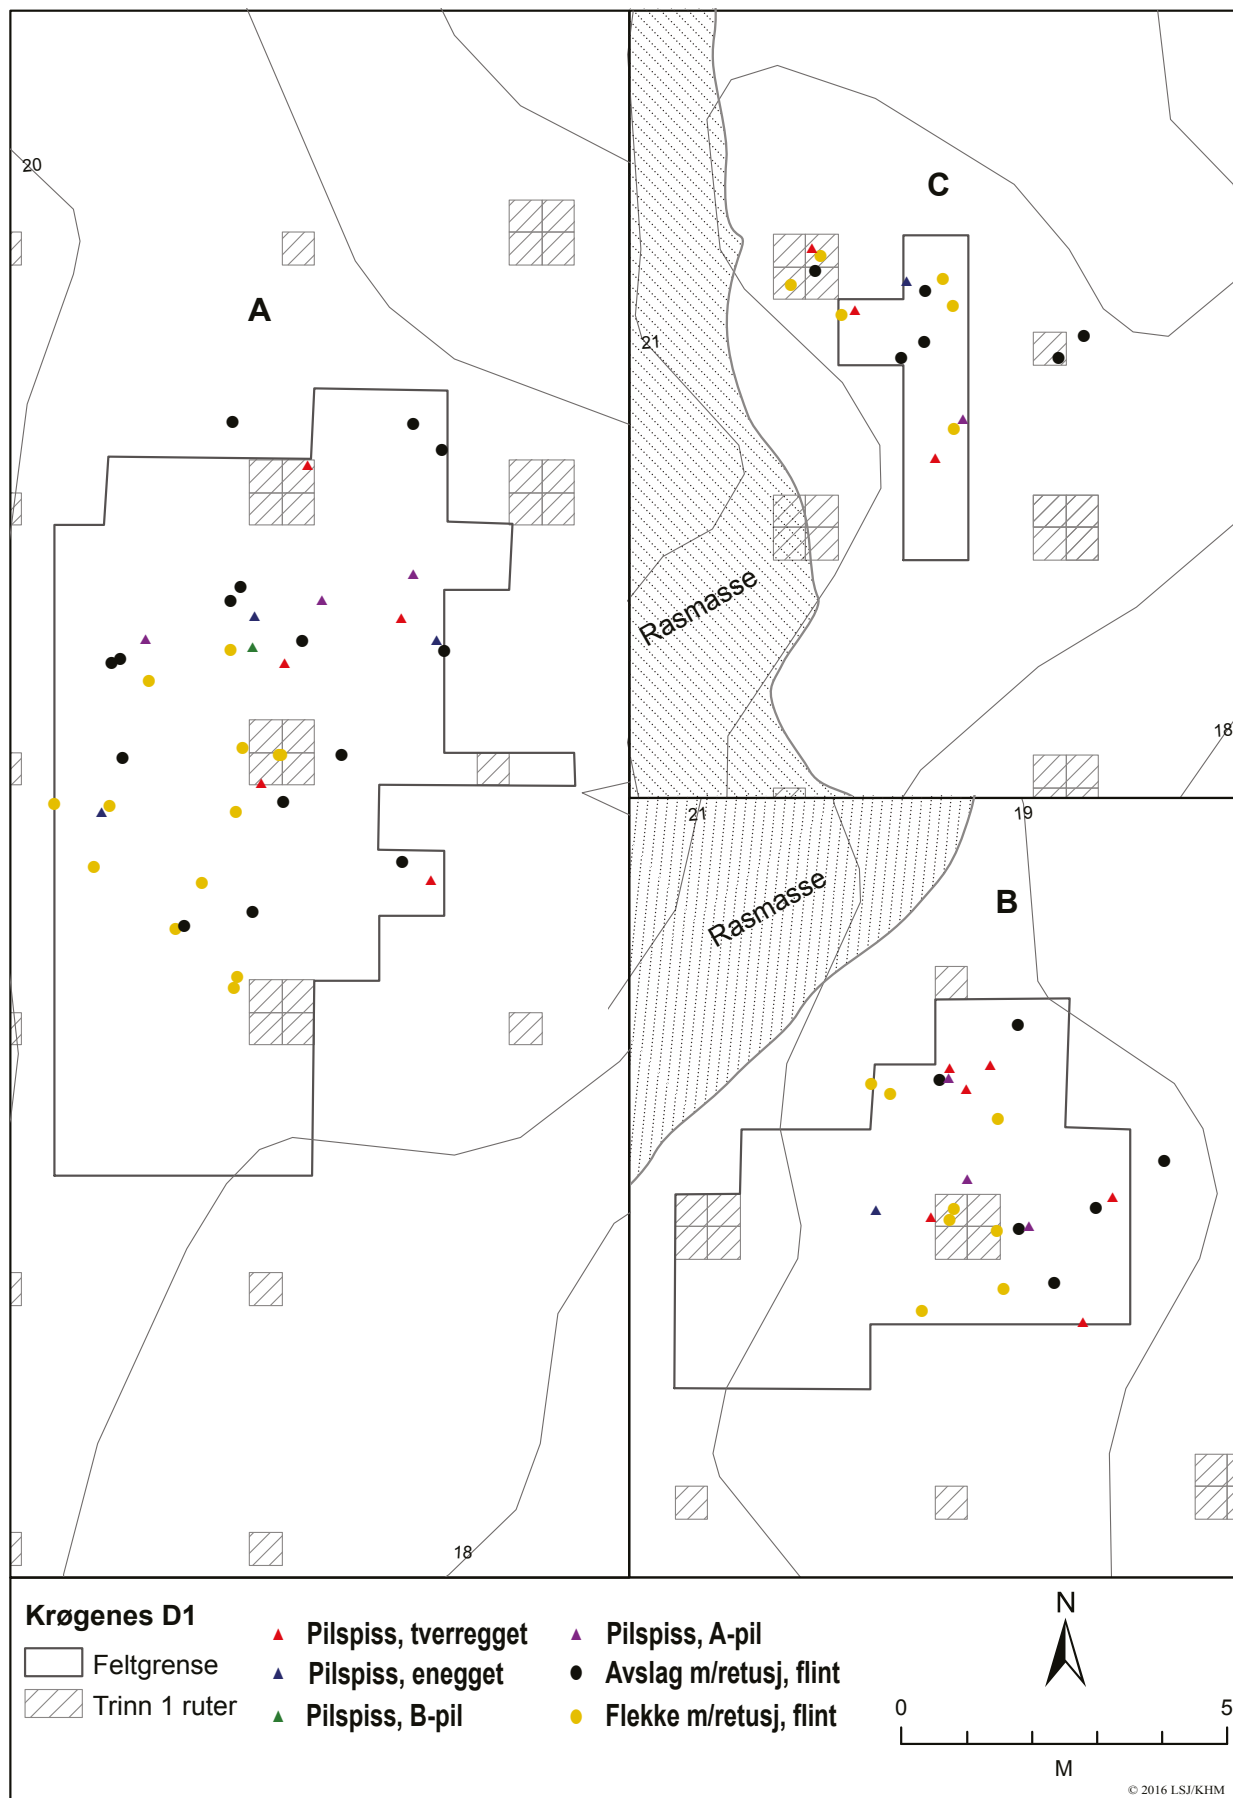 20
A
C
21
Rasmasse
18
21
19
Rasmasse
B
18
Krøgenes D1
Feltgrense
Trinn 1 ruter
Pilspiss, tverregget
Pilspiss, enegget
Pilspiss, B-pil
Pilspiss, A-pil
Avslag m/retusj, flint
Flekke m/retusj, flint
N
0 5
M
© 2016 LSJ/KHM